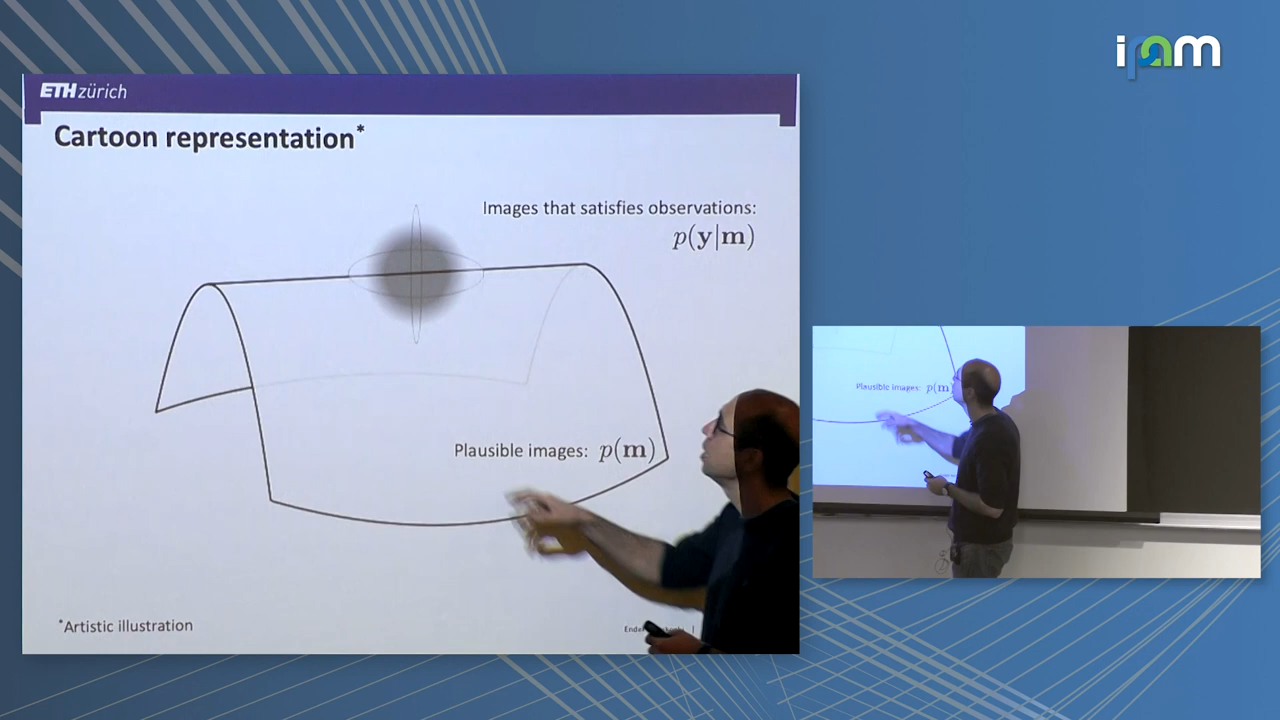 ipam
ETH zürich
Cartoon representation*
Images that satisfies observations:
p(y|m)
Plausible images: p(m)
*Artistic illustration
Plausible images: p(m)